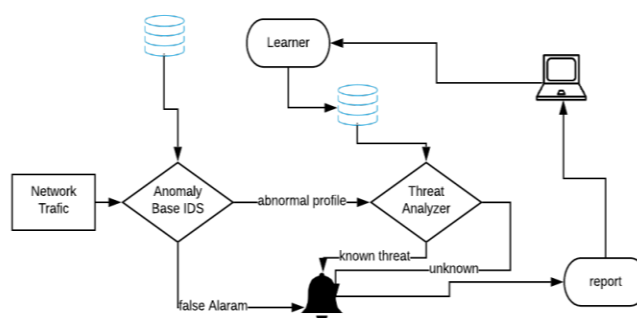 Learner
Network
Trafic
Anomaly
Base IDS
abnormal profile
Threat
Analyzer
known threat
unknown
false Alaram
report